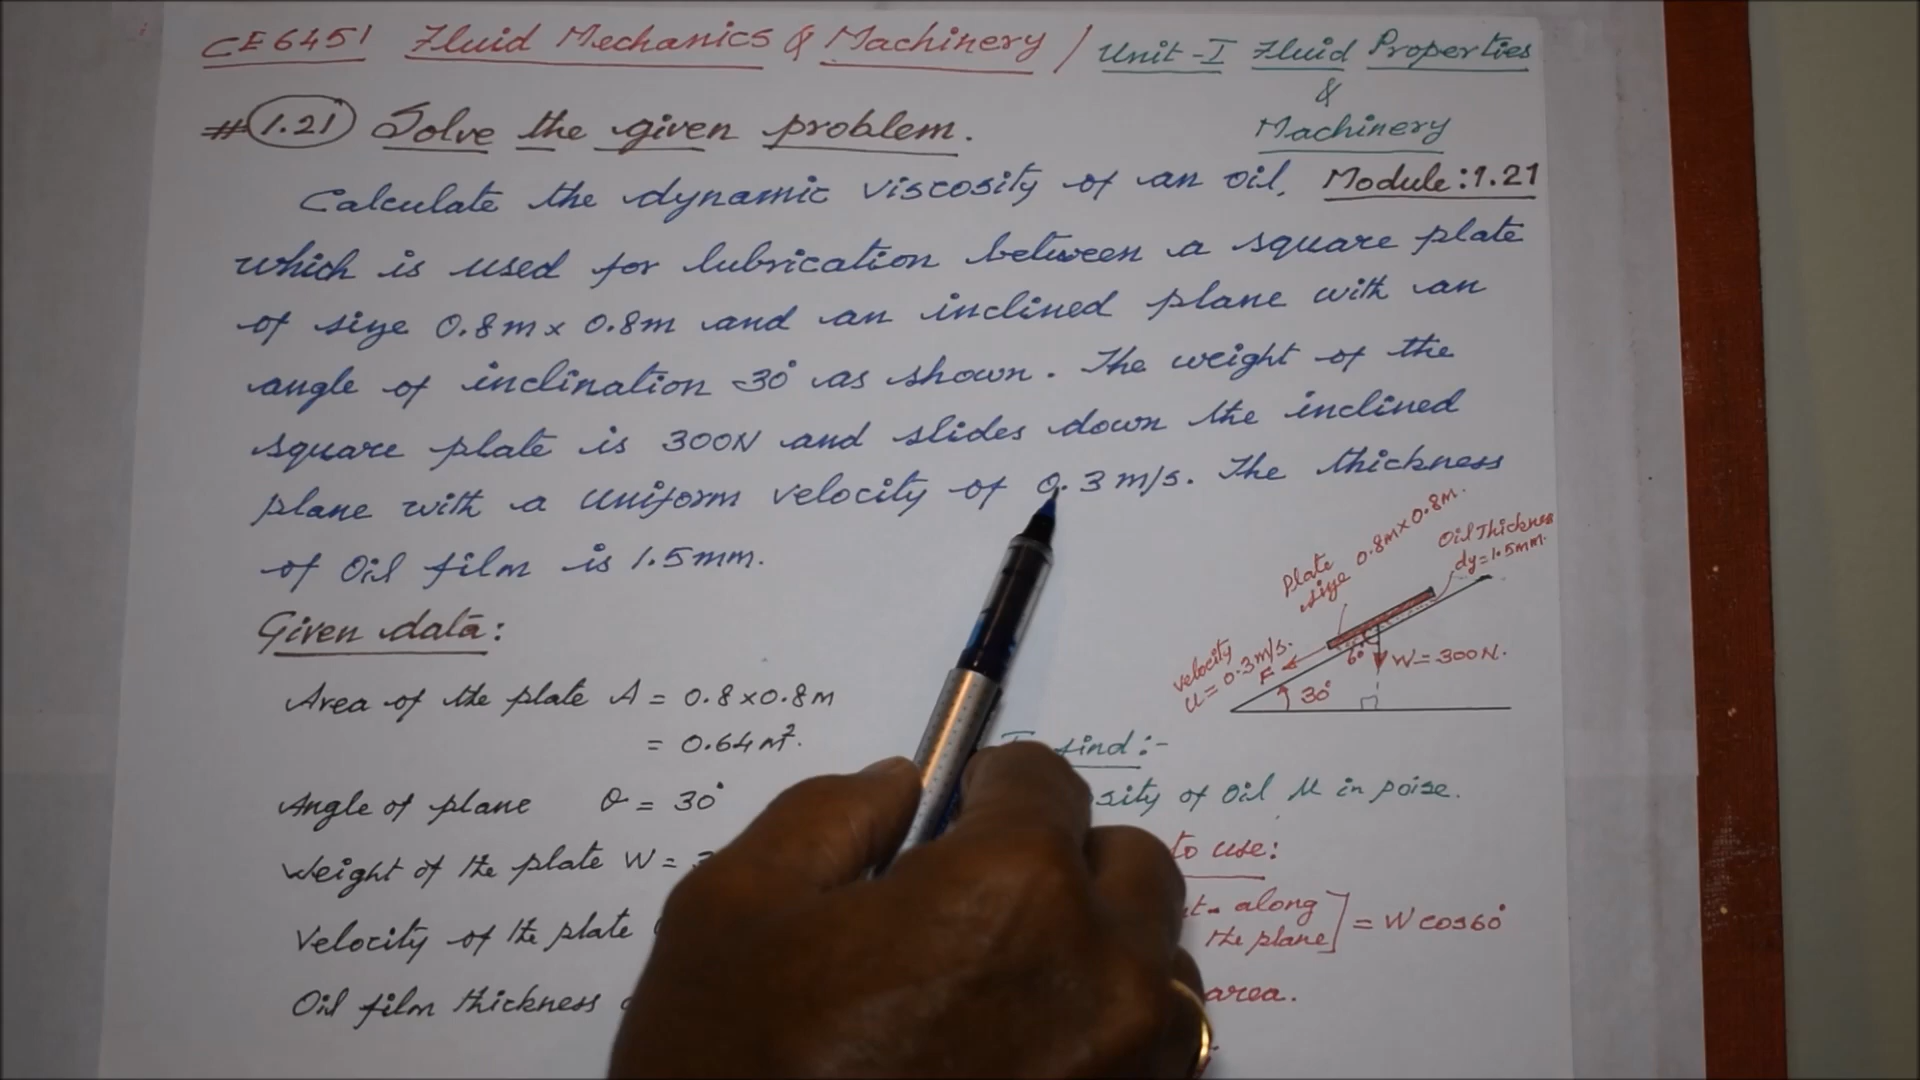 CE6451 Fluid Mechanics & Machinery / Unit-I Fluid Properties
&
Machinery
#1.21 Solve the given problem.
Module:1.21
Calculate the dynamic viscosity of an oil,
which is used for lubrication between a square plate
of size 0.8m x 0.8m and an inclined plane with an
angle of inclination 30° as shown. The weight of the
square plate is 300N and slides down the inclined
plane with a uniform velocity of 0.3 m/s. The thickness
of Oil film is 1.5mm.
Plate size 0.8m x 0.8m.
Oil Thickness
dy=1.5mm.
velocity
u=0.3m/s.
F
60°
W=300N.
30°
Given data:
Area of the plate A = 0.8x0.8m
= 0.64m².
Angle of plane θ = 30°
Weight of the plate W =
Velocity of the plate
Oil film thickness
find:-
of Oil μ in poise.
to use:
along the plane] = W cos60°
area.